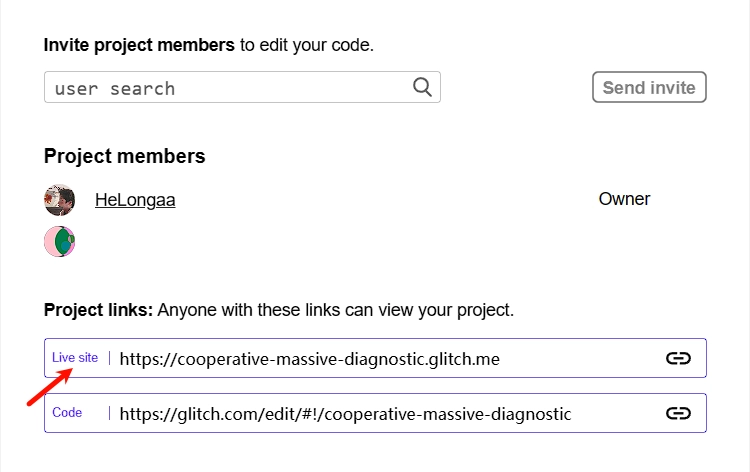 Invite project members to edit your code.
user search
Send invite
Project members
HeLongaa
Owner
Project links: Anyone with these links can view your project.
Live site | https://cooperative-massive-diagnostic.glitch.me
Code | https://glitch.com/edit/#!/cooperative-massive-diagnostic